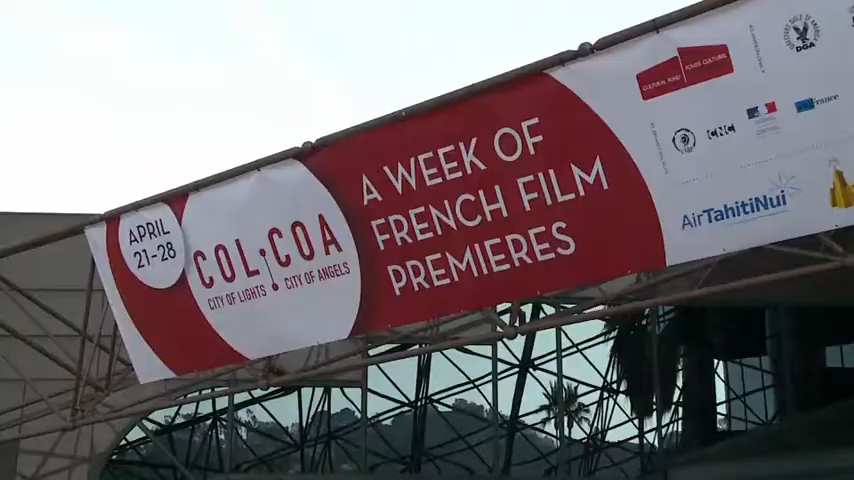 APRIL
21-28
COL•COA
CITY OF LIGHTS CITY OF ANGELS
A WEEK OF
FRENCH FILM
PREMIERES
CULTURAL FUND FONDS CULTUREL
DGA
CNC
AirTahitiNui